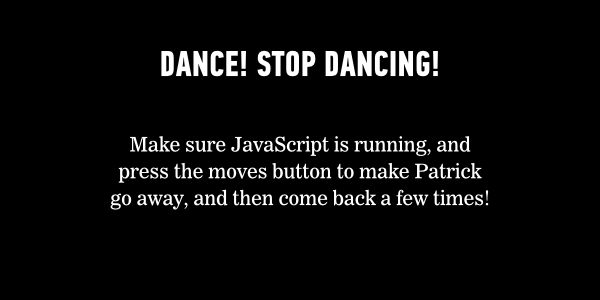 DANCE! STOP DANCING!
Make sure JavaScript is running, and
press the moves button to make Patrick
go away, and then come back a few times!